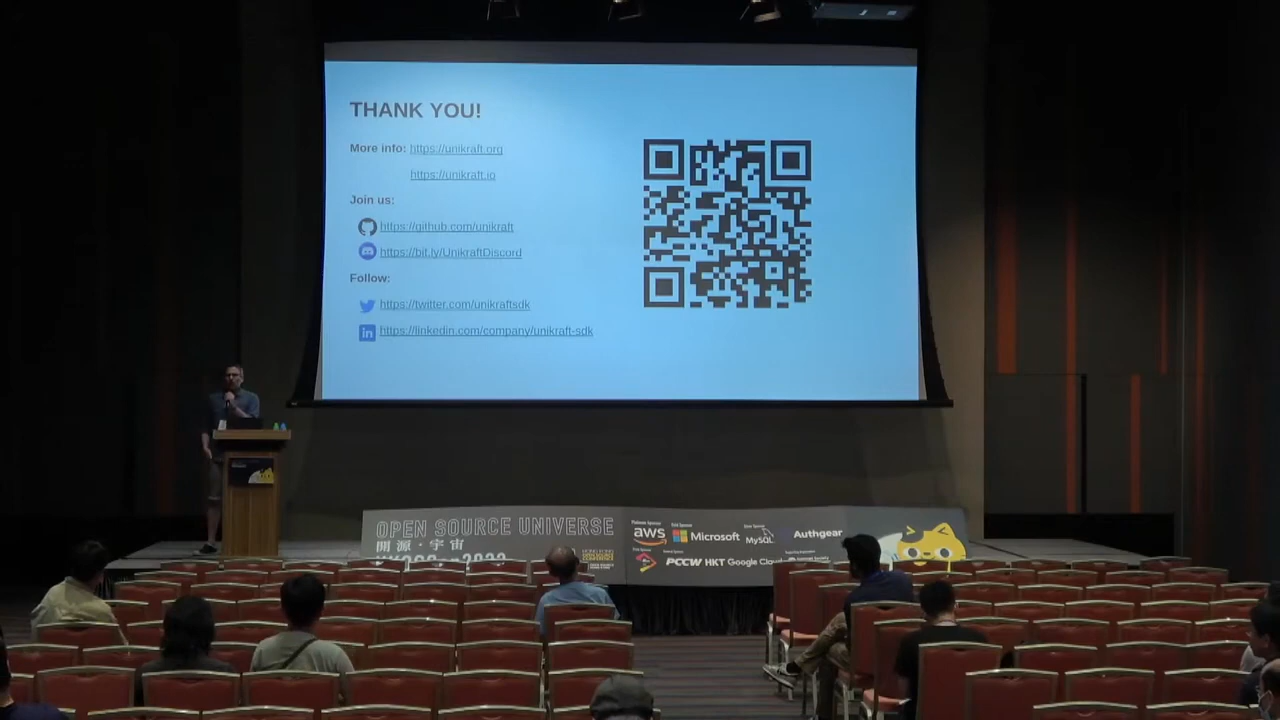 THANK YOU!
More info: https://unikraft.org
https://unikraft.io
Join us:
https://github.com/unikraft
https://bit.ly/UnikraftDiscord
Follow:
https://twitter.com/unikraftsdk
https://linkedin.com/company/unikraft-sdk
OPEN SOURCE UNIVERSE
開源・宇宙
aws
Microsoft
MySQL
Authgear
PCCW HKT Google Cloud